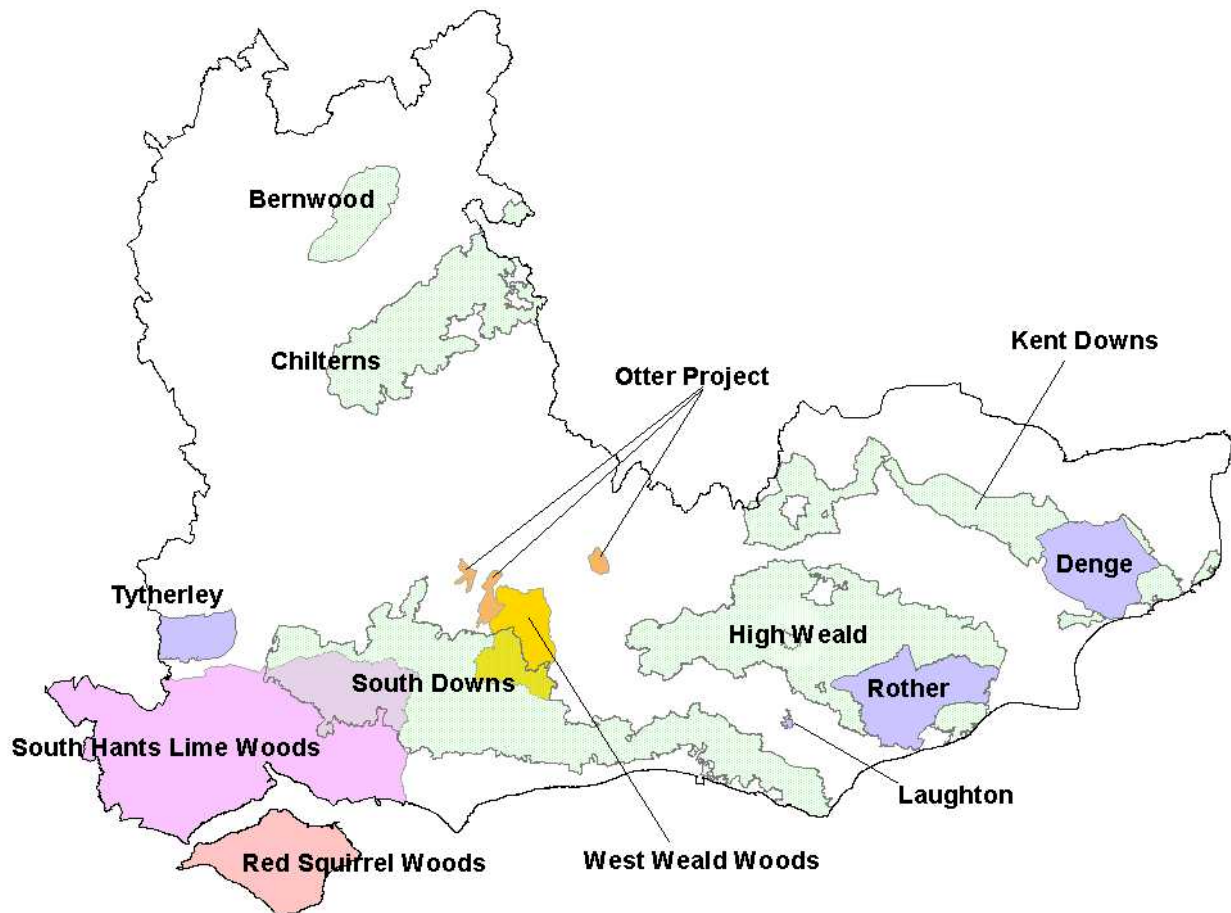 Bernwood
Chilterns
Kent Downs
Otter Project
Denge
Tytherley
High Weald
South Downs
Rother
South Hants Lime Woods
Laughton
Red Squirrel Woods
West Weald Woods